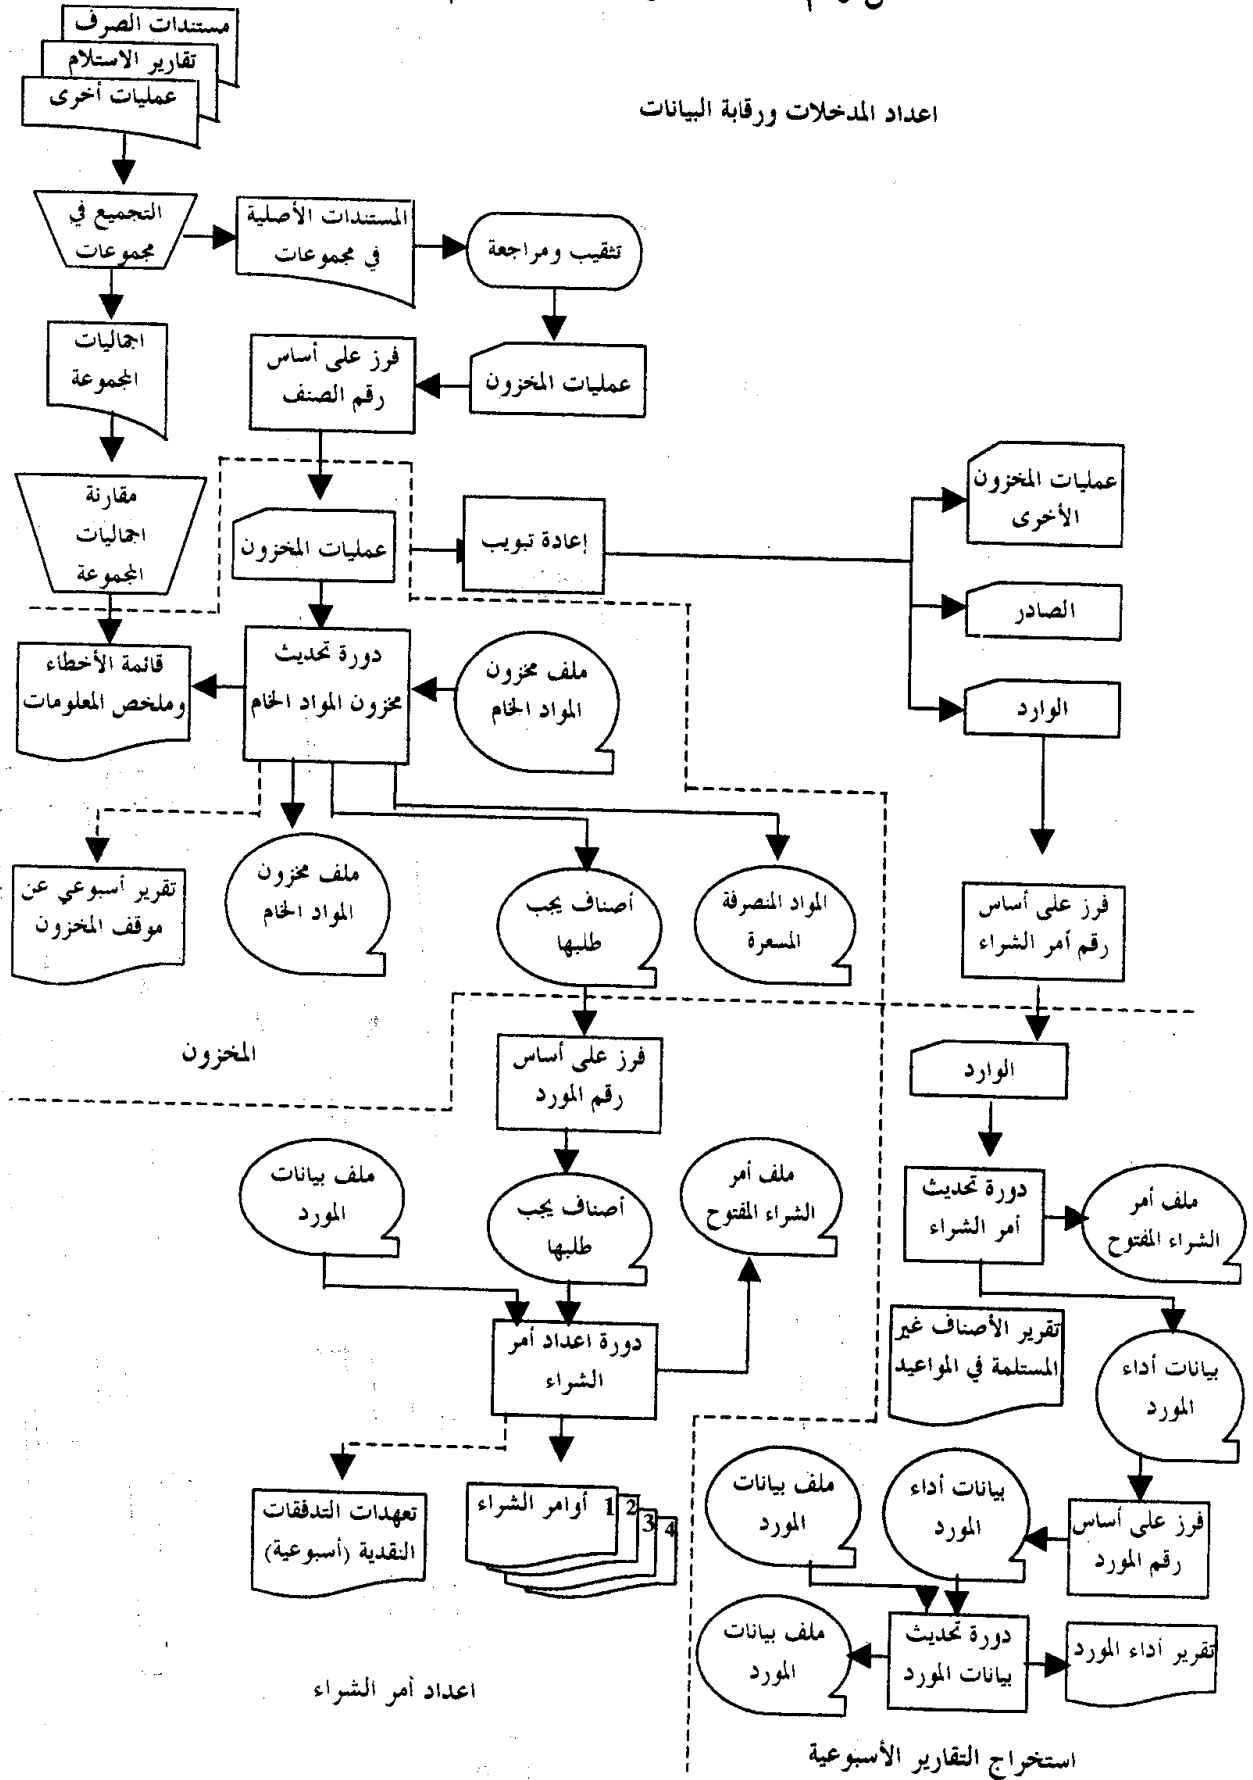 مستندات الصرف
تقارير الاستلام
عمليات أخرى
اعداد المدخلات ورقابة البيانات
التجميع في
مجموعات
المستندات الأصلية
في مجموعات
تثقيب ومراجعة
اجماليات
المجموعة
فرز على أساس
رقم الصنف
عمليات المخزون
مقارنة
اجماليات
المجموعة
عمليات المخزون
إعادة تبويب
عمليات المخزون
الأخرى
الصادر
الوارد
قائمة الأخطاء
وملخص المعلومات
دورة تحديث
مخزون المواد الخام
ملف مخزون
المواد الخام
تقرير أسبوعي عن
موقف المخزون
ملف مخزون
المواد الخام
أصناف يجب
طلبها
المواد المنصرفة
المسعرة
فرز على أساس
رقم أمر الشراء
المخزون
فرز على أساس
رقم المورد
الوارد
ملف بيانات
المورد
أصناف يجب
طلبها
ملف أمر
الشراء المفتوح
دورة تحديث
أمر الشراء
ملف أمر
الشراء المفتوح
دورة اعداد أمر
الشراء
تقرير الأصناف غير
المستلمة في المواعيد
بيانات أداء
المورد
تعهدات التدفقات
النقدية (أسبوعية)
أوامر الشراء
1
2
3
4
ملف بيانات
المورد
بيانات أداء
المورد
فرز على أساس
رقم المورد
ملف بيانات
المورد
دورة تحديث
بيانات المورد
تقرير أداء المورد
اعداد أمر الشراء
استخراج التقارير الأسبوعية